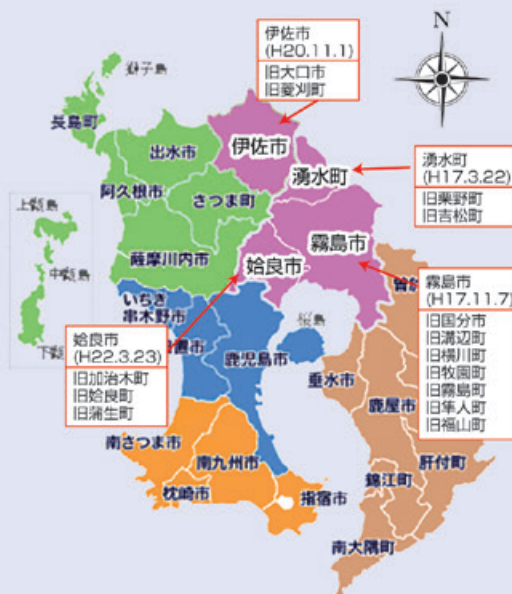 N
伊佐市
(H20.11.1)
旧大口市
旧菱刈町
獅子島
長島町
出水市
伊佐市
湧水町
湧水町
(H17.3.22)
旧栗野町
旧吉松町
阿久根市
さつま町
上甑島
中甑島
下甑
薩摩川内市
姶良市
霧島市
霧島市
(H17.11.7)
旧国分市
旧溝辺町
旧横川町
旧牧園町
旧霧島町
旧隼人町
旧福山町
いちき
串木野市
姶良市
(H22.3.23)
旧加治木町
旧姶良町
旧蒲生町
置市
鹿児島市
桜島
垂水市
鹿屋市
南さつま市
南九州市
枕崎市
指宿市
錦江町
肝付町
南大隅町